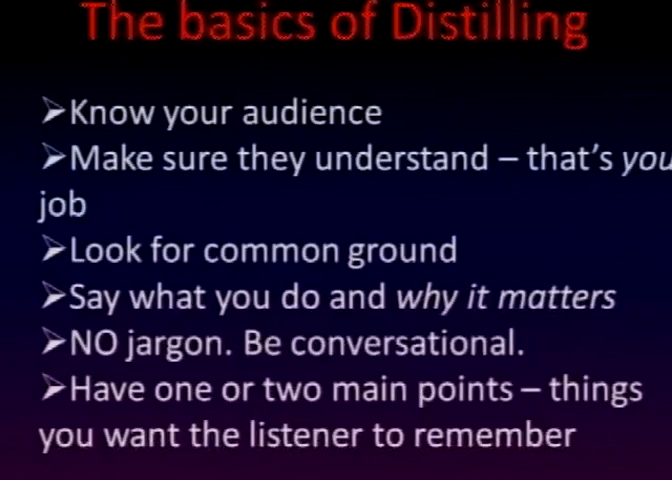 The basics of Distilling
➢Know your audience
➢Make sure they understand – that's you
job
➢Look for common ground
➢Say what you do and why it matters
➢NO jargon. Be conversational.
➢Have one or two main points – things
you want the listener to remember